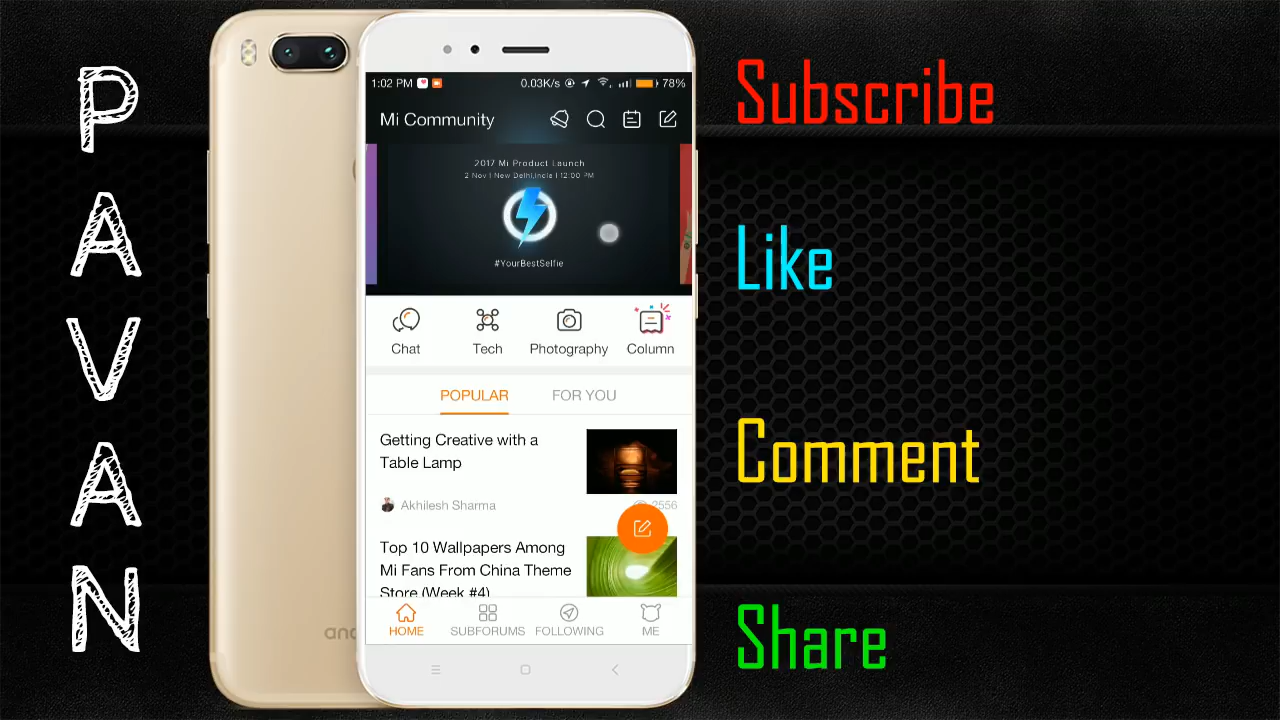 P
A
V
A
N
1:02 PM
0.03K/s
78%
Mi Community
2017 Mi Product Launch
2 Nov | New Delhi,India | 12:00 PM
#YourBestSelfie
Chat
Tech
Photography
Column
POPULAR
FOR YOU
Getting Creative with a
Table Lamp
Akhilesh Sharma
2556
Top 10 Wallpapers Among
Mi Fans From China Theme
Store (Week #4)
HOME
SUBFORUMS
FOLLOWING
ME
Subscribe
Like
Comment
Share